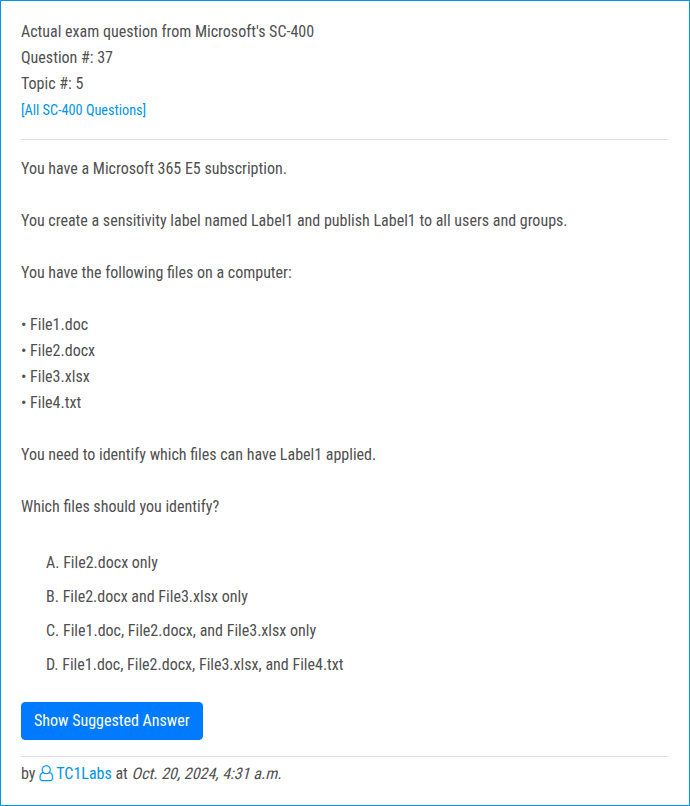 Actual exam question from Microsoft's SC-400
Question #: 37
Topic #: 5
[All SC-400 Questions]
You have a Microsoft 365 E5 subscription.
You create a sensitivity label named Label1 and publish Label1 to all users and groups.
You have the following files on a computer:
• File1.doc
• File2.docx
• File3.xlsx
• File4.txt
You need to identify which files can have Label1 applied.
Which files should you identify?
A. File2.docx only
B. File2.docx and File3.xlsx only
C. File1.doc, File2.docx, and File3.xlsx only
D. File1.doc, File2.docx, File3.xlsx, and File4.txt
Show Suggested Answer
by TC1Labs at Oct. 20, 2024, 4:31 a.m.